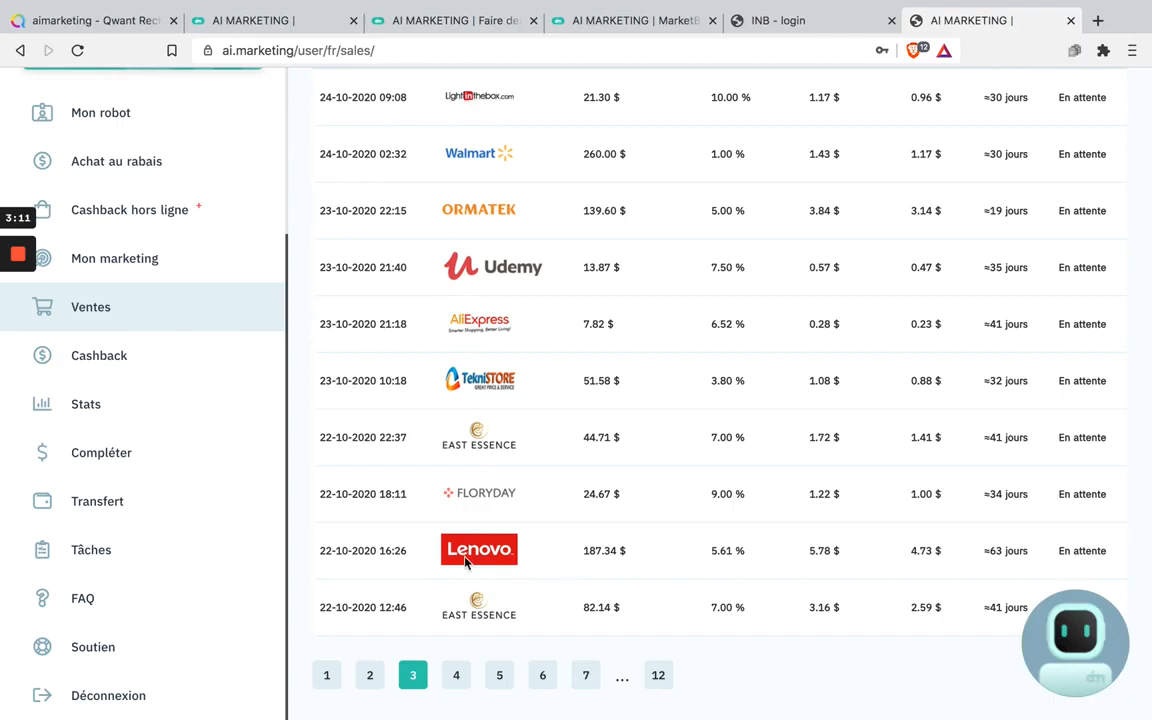 aimarketing - Qwant Rech
AI MARKETING |
AI MARKETING | Faire de
AI MARKETING | MarketB
INB - login
AI MARKETING |
ai.marketing/user/fr/sales/
12
Mon robot
Achat au rabais
Cashback hors ligne +
3:11
Mon marketing
Ventes
Cashback
Stats
Compléter
Transfert
Tâches
FAQ
Soutien
Déconnexion
24-10-2020 09:08 Lightinthebox.com 21.30 $ 10.00 % 1.17 $ 0.96 $ ≈30 jours En attente
24-10-2020 02:32 Walmart 260.00 $ 1.00 % 1.43 $ 1.17 $ ≈30 jours En attente
23-10-2020 22:15 ORMATEK 139.60 $ 5.00 % 3.84 $ 3.14 $ ≈19 jours En attente
23-10-2020 21:40 Udemy 13.87 $ 7.50 % 0.57 $ 0.47 $ ≈35 jours En attente
23-10-2020 21:18 AliExpress Smarter Shopping, Better Living! 7.82 $ 6.52 % 0.28 $ 0.23 $ ≈41 jours En attente
23-10-2020 10:18 TekniSTORE GREAT PRICE & SERVICE 51.58 $ 3.80 % 1.08 $ 0.88 $ ≈32 jours En attente
22-10-2020 22:37 EAST ESSENCE 44.71 $ 7.00 % 1.72 $ 1.41 $ ≈41 jours En attente
22-10-2020 18:11 FLORYDAY 24.67 $ 9.00 % 1.22 $ 1.00 $ ≈34 jours En attente
22-10-2020 16:26 Lenovo 187.34 $ 5.61 % 5.78 $ 4.73 $ ≈63 jours En attente
22-10-2020 12:46 EAST ESSENCE 82.14 $ 7.00 % 3.16 $ 2.59 $ ≈41 jours
1 2 3 4 5 6 7 ... 12
aim